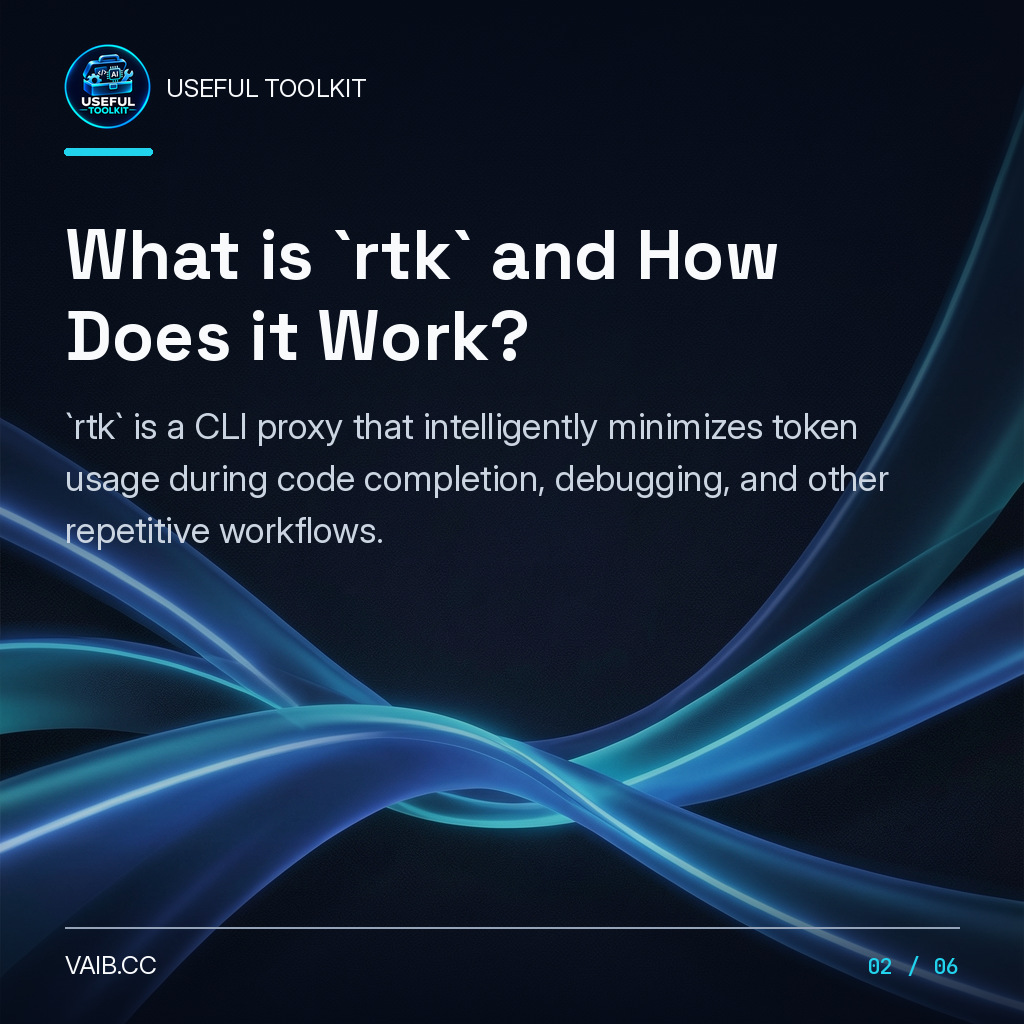 AI
USEFUL
TOOLKIT
USEFUL TOOLKIT
What is `rtk` and How
Does it Work?
`rtk` is a CLI proxy that intelligently minimizes token
usage during code completion, debugging, and other
repetitive workflows.
VAIB.CC
02 / 06